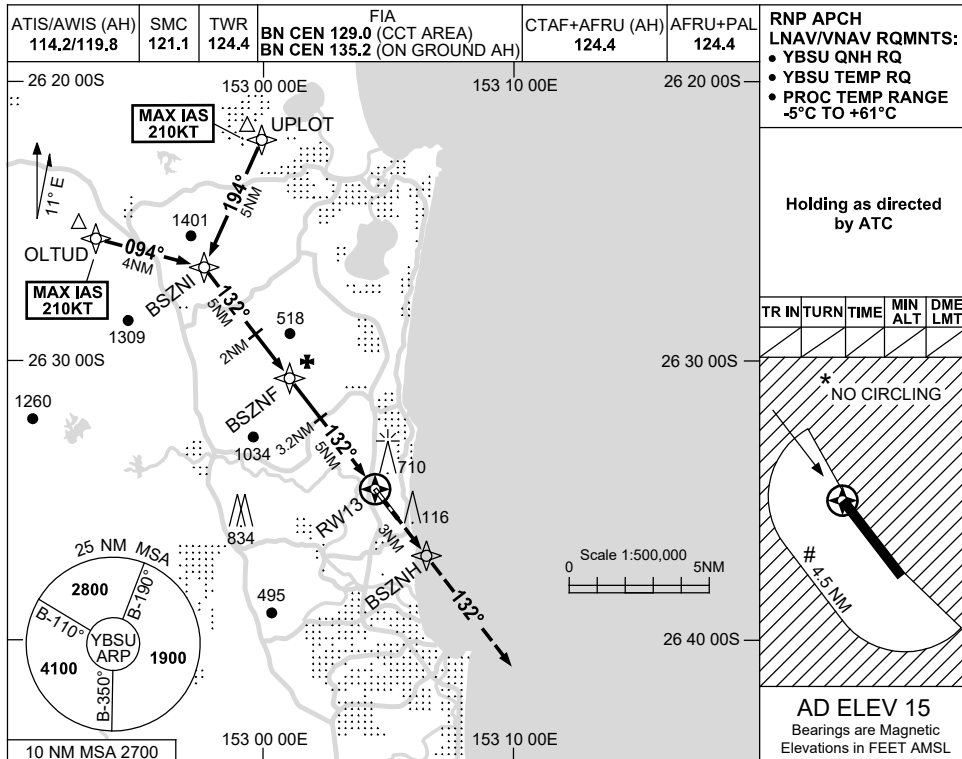 ATIS/AWIS (AH)
114.2/119.8
SMC
121.1
TWR
124.4
FIA
BN CEN 129.0 (CCT AREA)
BN CEN 135.2 (ON GROUND AH)
CTAF+AFRU (AH)
124.4
AFRU+PAL
124.4
RNP APCH
LNAV/VNAV RQMNTS:
• YBSU QNH RQ
• YBSU TEMP RQ
• PROC TEMP RANGE
-5°C TO +61°C
26 20 00S
153 00 00E
153 10 00E
26 20 00S
MAX IAS
210KT
UPLOT
11° E
194°
5NM
1401
OLTUD
094°
4NM
MAX IAS
210KT
BSZNI
132°
5NM
1309
518
2NM
26 30 00S
26 30 00S
BSZNF
1260
1034
3.2NM
132°
5NM
710
RW13
116
834
3NM
BSZNH
132°
Scale 1:500,000
0
5NM
495
25 NM MSA
2800
B-190°
B-110°
YBSU
ARP
4100
1900
B-350°
10 NM MSA 2700
26 40 00S
153 00 00E
153 10 00E
Holding as directed
by ATC
TR IN
TURN
TIME
MIN
ALT
DME
LMT
*
NO CIRCLING
# 4.5 NM
AD ELEV 15
Bearings are Magnetic
Elevations in FEET AMSL